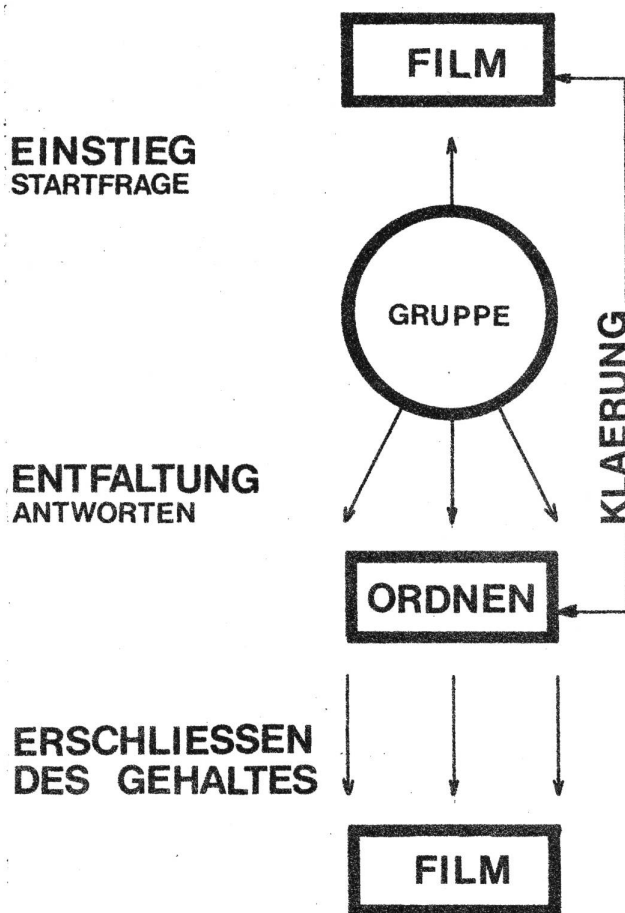 FILM
EINSTIEG
STARTFRAGE
GRUPPE
KLAERUNG
ENTFALTUNG
ANTWORTEN
ORDNEN
ERSCHLIESSEN
DES GEHALTES
FILM